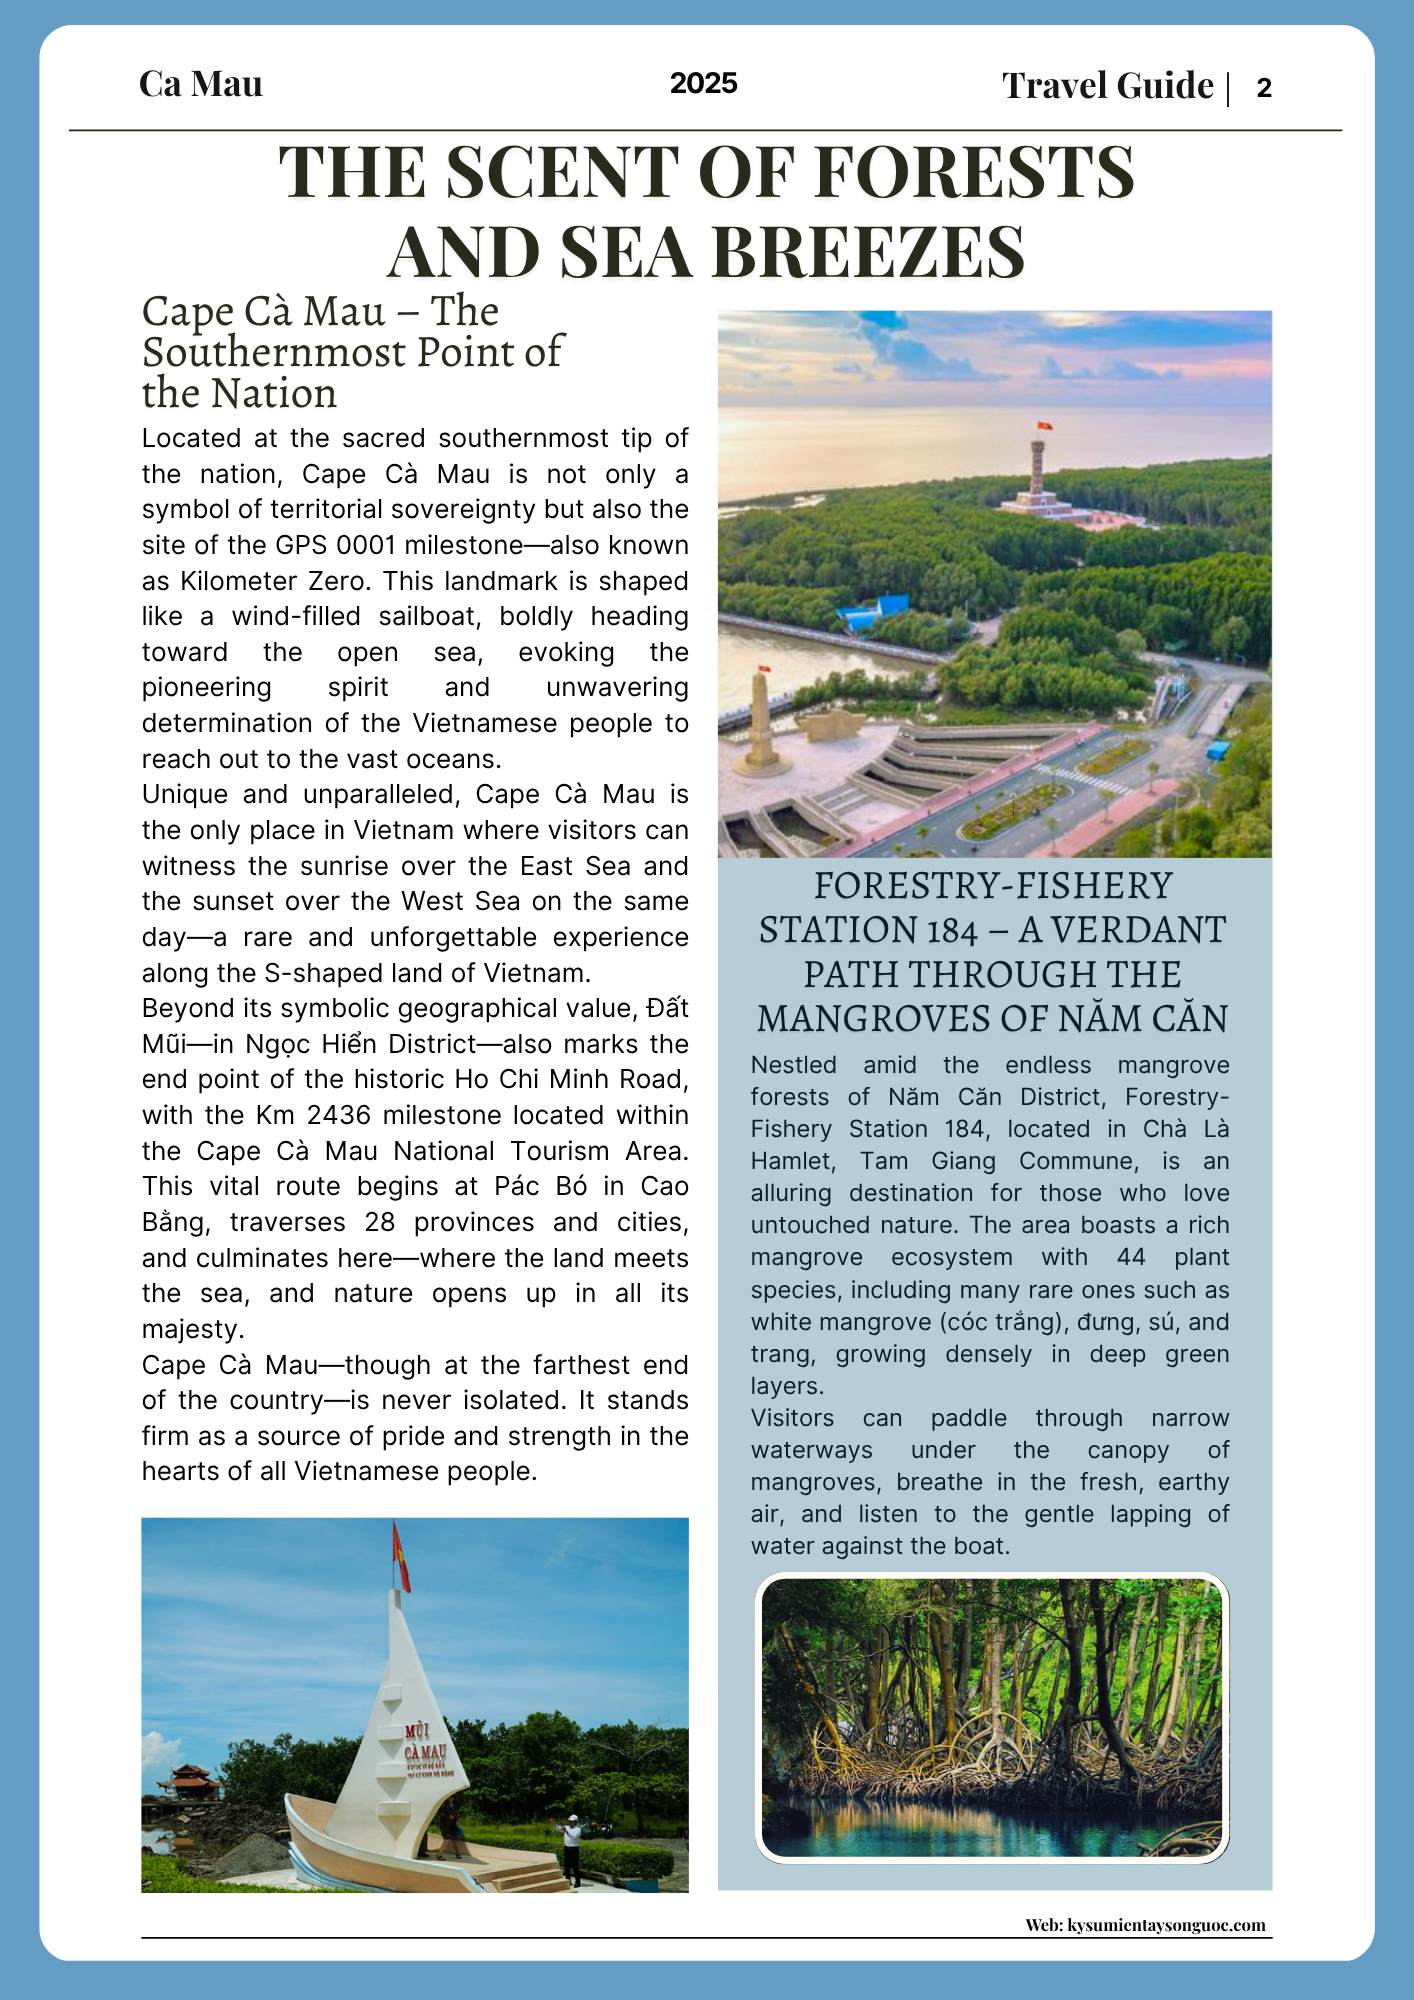 Ca Mau
2025
Travel Guide | 2
THE SCENT OF FORESTS
AND SEA BREEZES
Cape Cà Mau – The
Southernmost Point of
the Nation
Located at the sacred southernmost tip of
the nation, Cape Cà Mau is not only a
symbol of territorial sovereignty but also the
site of the GPS 0001 milestone—also known
as Kilometer Zero. This landmark is shaped
like a wind-filled sailboat, boldly heading
toward the open sea, evoking the
pioneering spirit and unwavering
determination of the Vietnamese people to
reach out to the vast oceans.
Unique and unparalleled, Cape Cà Mau is
the only place in Vietnam where visitors can
witness the sunrise over the East Sea and
the sunset over the West Sea on the same
day—a rare and unforgettable experience
along the S-shaped land of Vietnam.
Beyond its symbolic geographical value, Đất
Mũi—in Ngọc Hiển District—also marks the
end point of the historic Ho Chi Minh Road,
with the Km 2436 milestone located within
the Cape Cà Mau National Tourism Area.
This vital route begins at Pác Bó in Cao
Bằng, traverses 28 provinces and cities,
and culminates here—where the land meets
the sea, and nature opens up in all its
majesty.
Cape Cà Mau—though at the farthest end
of the country—is never isolated. It stands
firm as a source of pride and strength in the
hearts of all Vietnamese people.
MŨI
CÀ MAU
FORESTRY-FISHERY
STATION 184 – A VERDANT
PATH THROUGH THE
MANGROVES OF NĂM CĂN
Nestled amid the endless mangrove
forests of Năm Căn District, Forestry-
Fishery Station 184, located in Chà Là
Hamlet, Tam Giang Commune, is an
alluring destination for those who love
untouched nature. The area boasts a rich
mangrove ecosystem with 44 plant
species, including many rare ones such as
white mangrove (cóc trắng), đưng, sú, and
trang, growing densely in deep green
layers.
Visitors can paddle through narrow
waterways under the canopy of
mangroves, breathe in the fresh, earthy
air, and listen to the gentle lapping of
water against the boat.
Web: kysumientaysonguoc.com